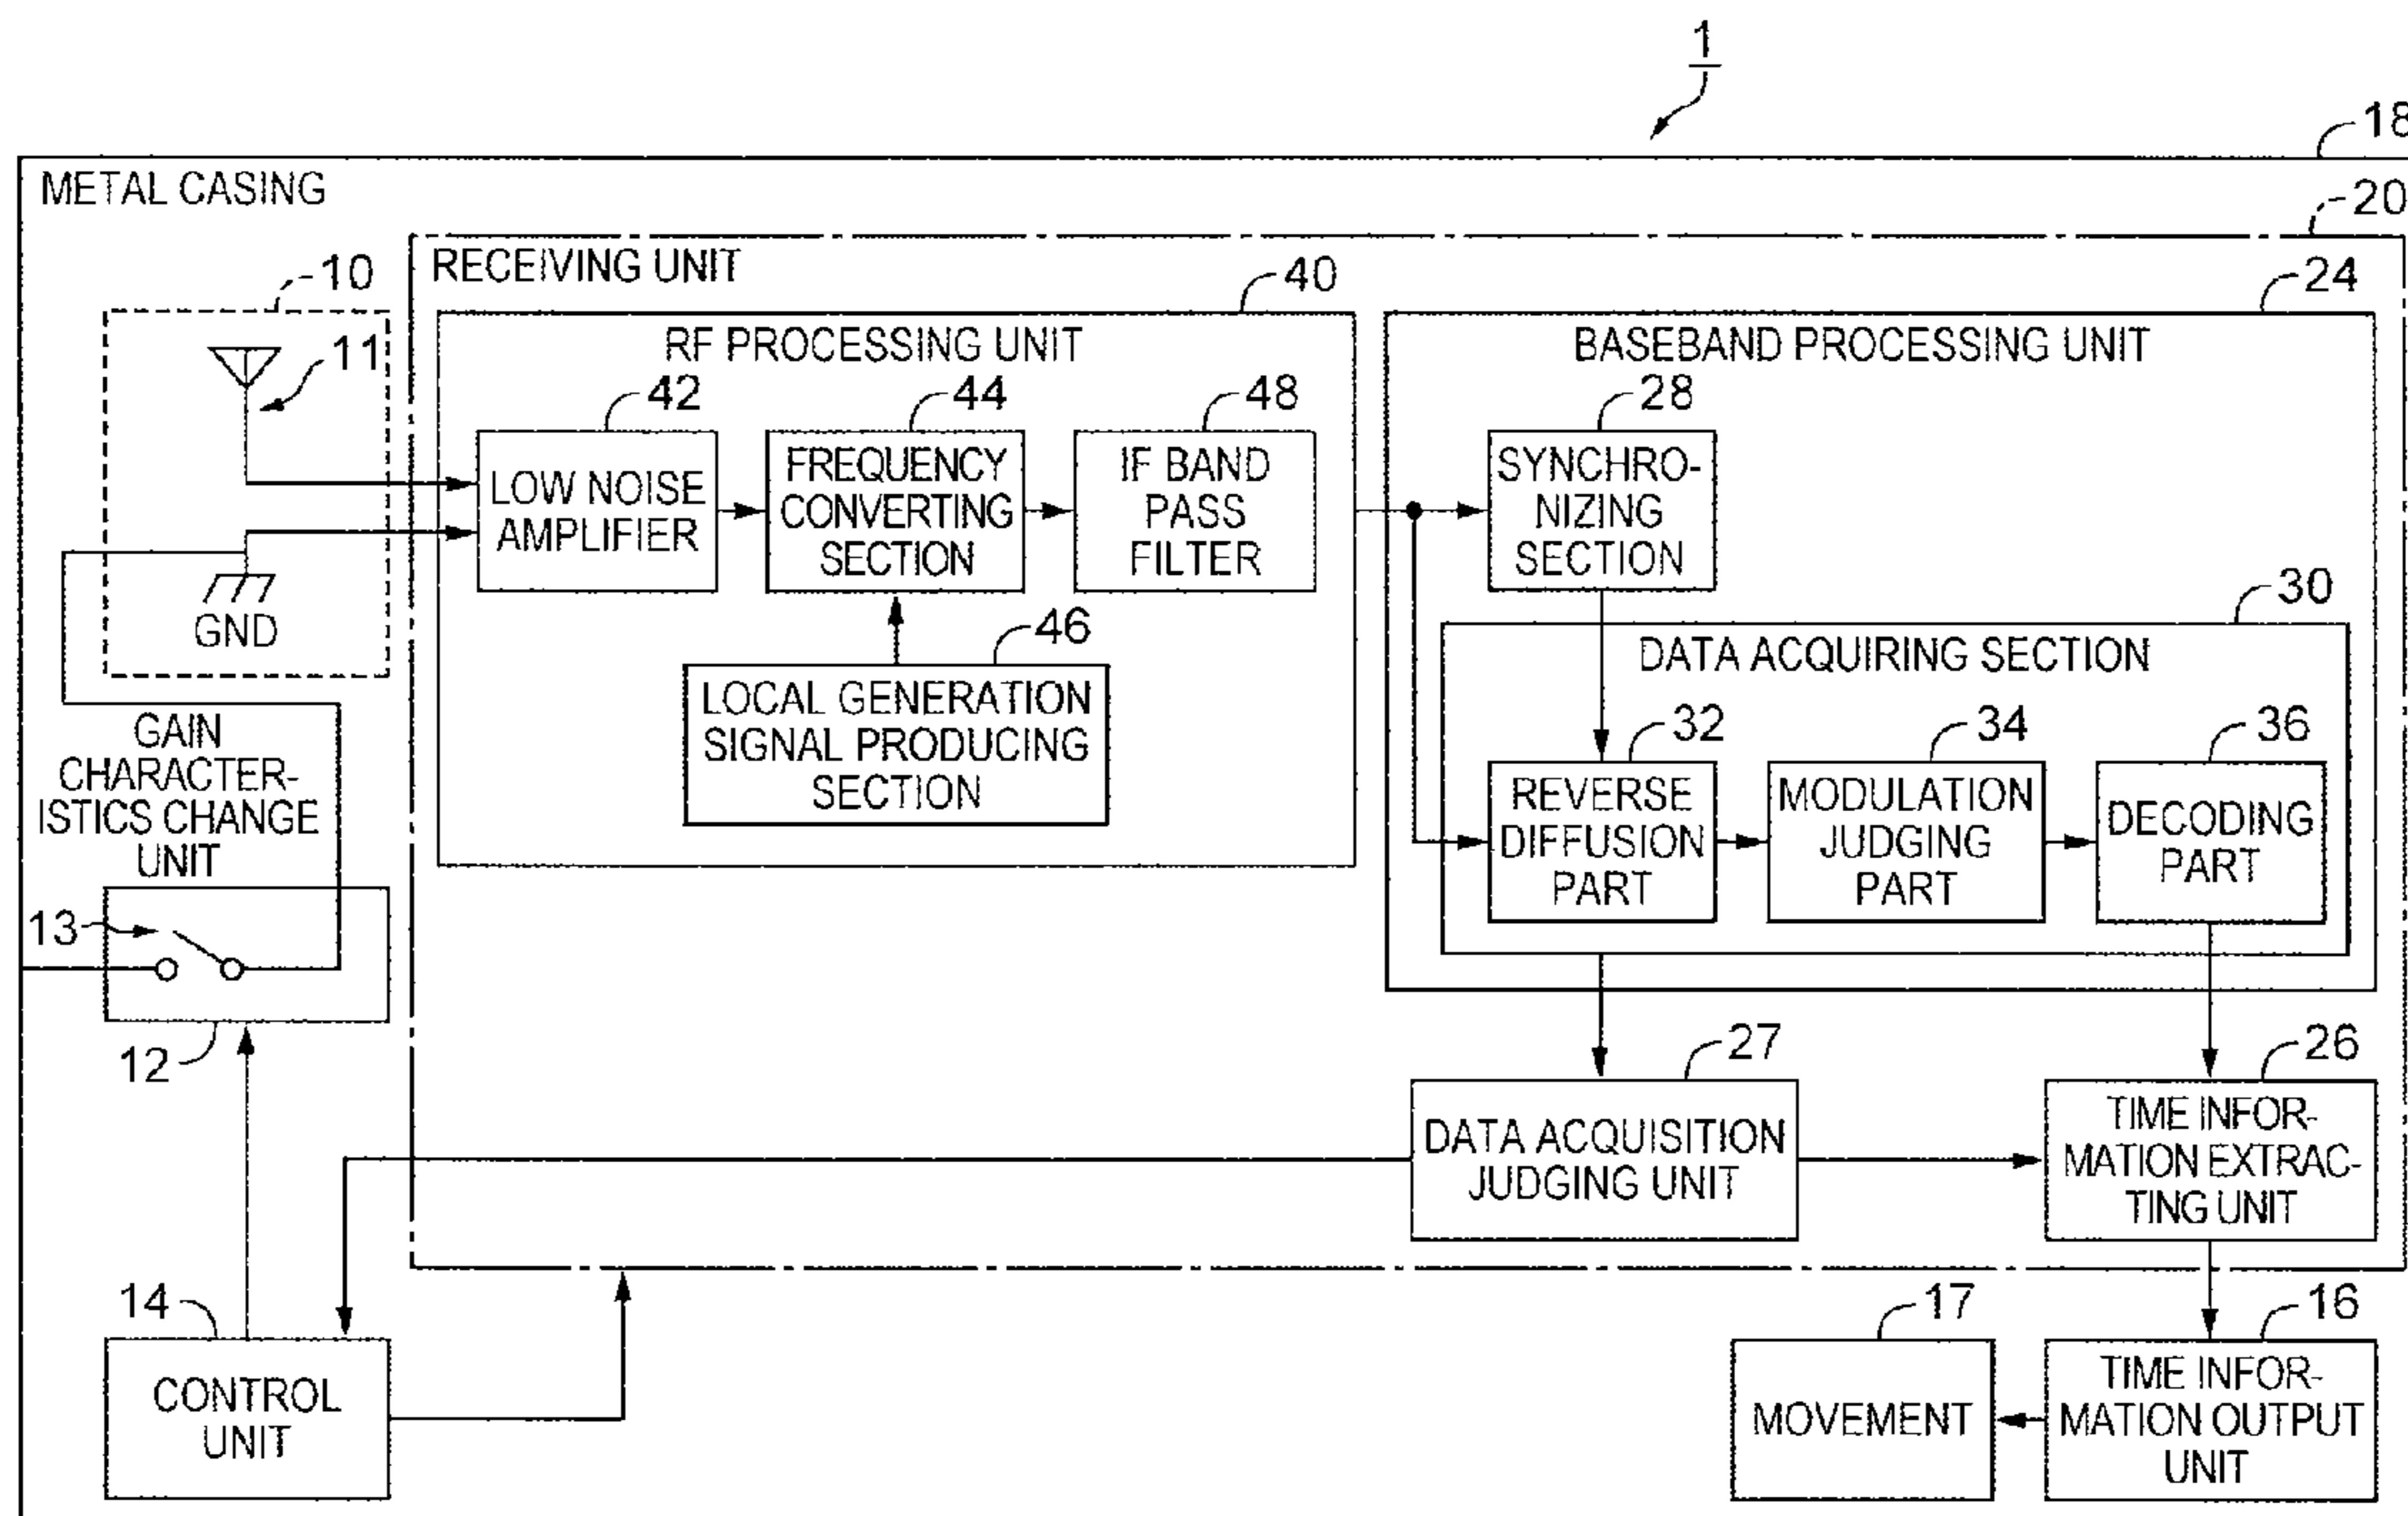 1
18
METAL CASING
20
RECEIVING UNIT
10
40
24
11
RF PROCESSING UNIT
BASEBAND PROCESSING UNIT
42
44
48
28
LOW NOISE
AMPLIFIER
FREQUENCY
CONVERTING
SECTION
IF BAND
PASS
FILTER
SYNCHRO-
NIZING
SECTION
GND
46
30
LOCAL GENERATION
SIGNAL PRODUCING
SECTION
DATA ACQUIRING SECTION
GAIN
CHARACTER-
ISTICS CHANGE
UNIT
32
34
36
REVERSE
DIFFUSION
PART
MODULATION
JUDGING
PART
DECODING
PART
13
12
27
26
DATA ACQUISITION
JUDGING UNIT
TIME INFOR-
MATION EXTRAC-
TING UNIT
14
17
16
CONTROL
UNIT
MOVEMENT
TIME INFOR-
MATION OUTPUT
UNIT